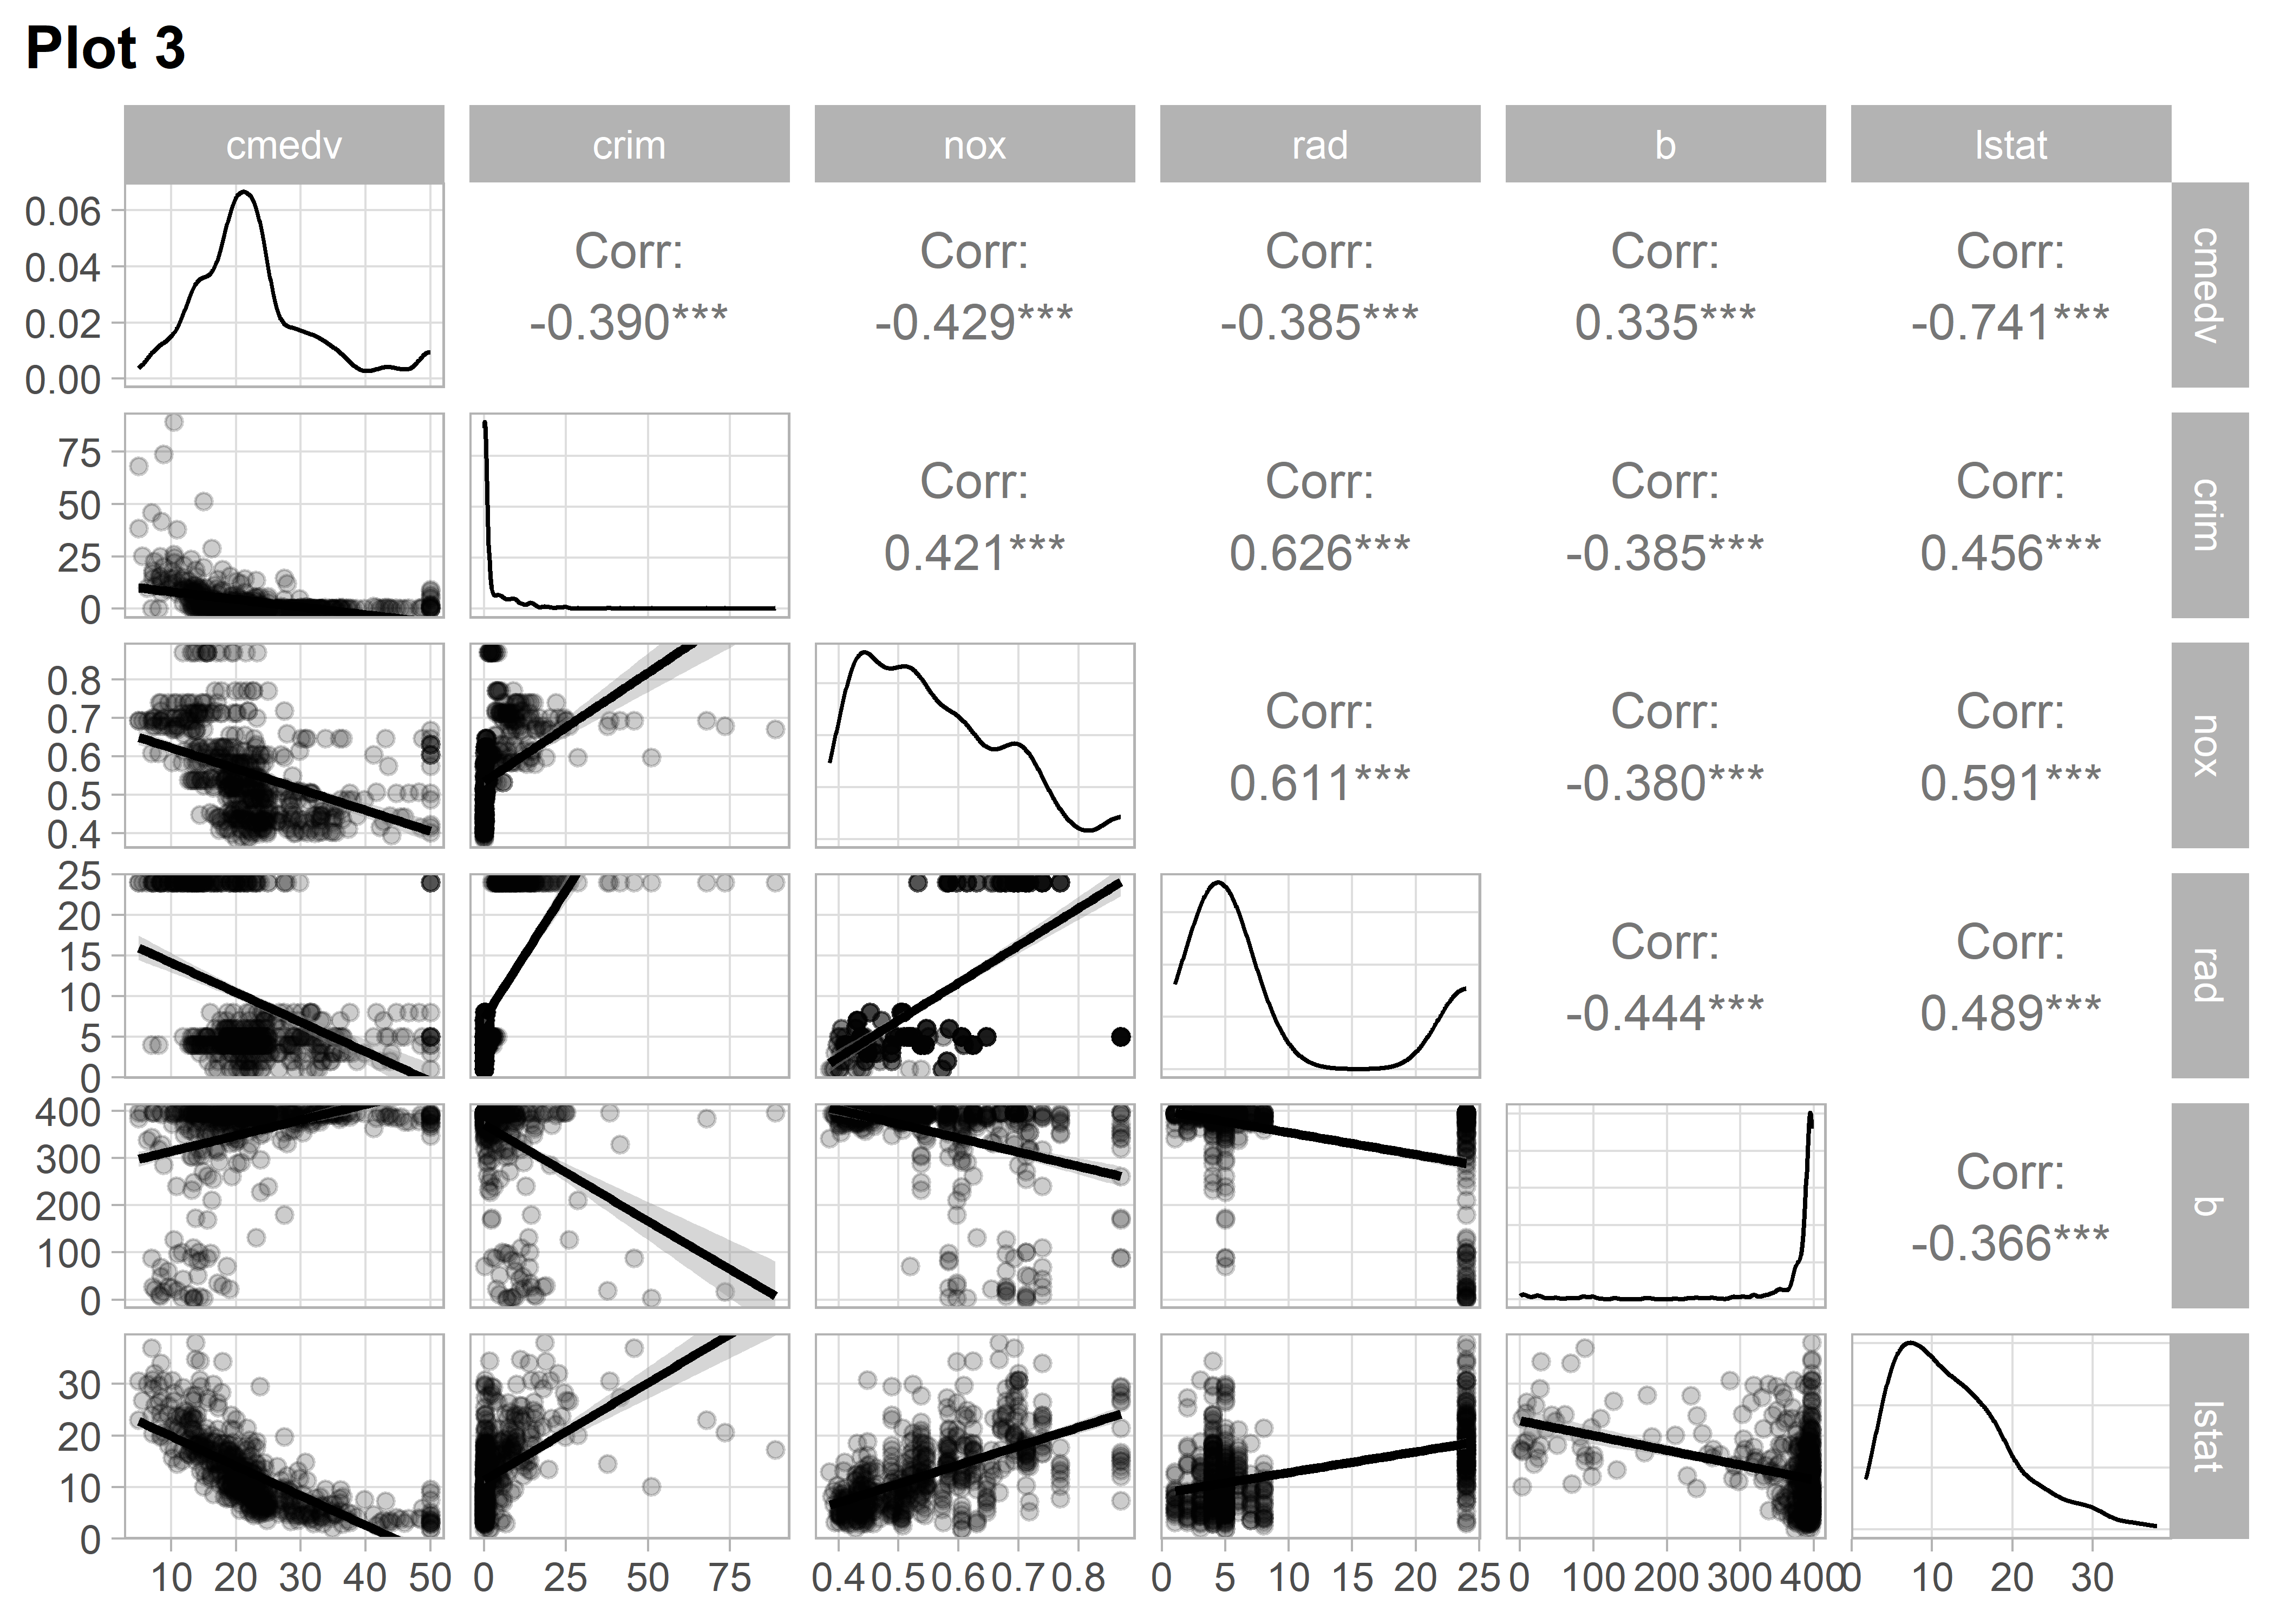 Plot 3
cmedv crim nox rad b lstat
0.06
0.04
0.02
0.00
Corr:
-0.390***
Corr:
-0.429***
Corr:
-0.385***
Corr:
0.335***
Corr:
-0.741***
cmedv
75
50
25
0
Corr:
0.421***
Corr:
0.626***
Corr:
-0.385***
Corr:
0.456***
crim
0.8
0.7
0.6
0.5
0.4
Corr:
0.611***
Corr:
-0.380***
Corr:
0.591***
nox
25
20
15
10
5
0
Corr:
-0.444***
Corr:
0.489***
rad
400
300
200
100
0
Corr:
-0.366***
b
30
20
10
0
lstat
10 20 30 40 50 0 25 50 75 0.4 0.5 0.6 0.7 0.8 0 5 10 15 20 25 0 100 200 300 400 0 10 20 30